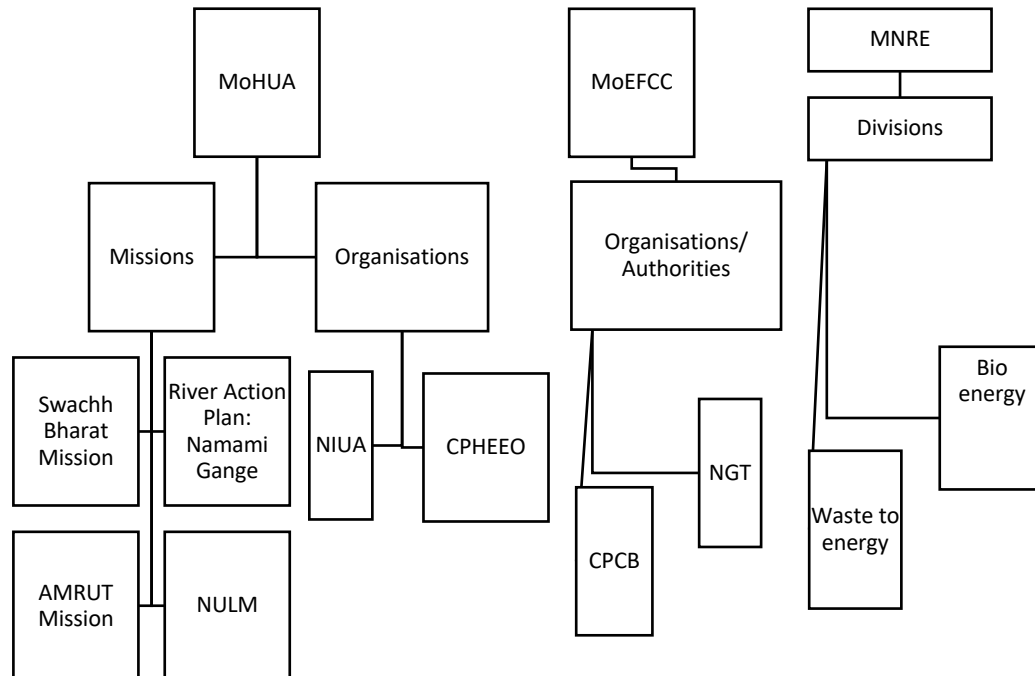 MoHUA
Missions
Organisations
Swachh
Bharat
Mission
River Action
Plan:
Namami
Gange
AMRUT
Mission
NULM
NIUA
CPHEEO
MoEFCC
Organisations/
Authorities
CPCB
NGT
MNRE
Divisions
Waste to
energy
Bio
energy